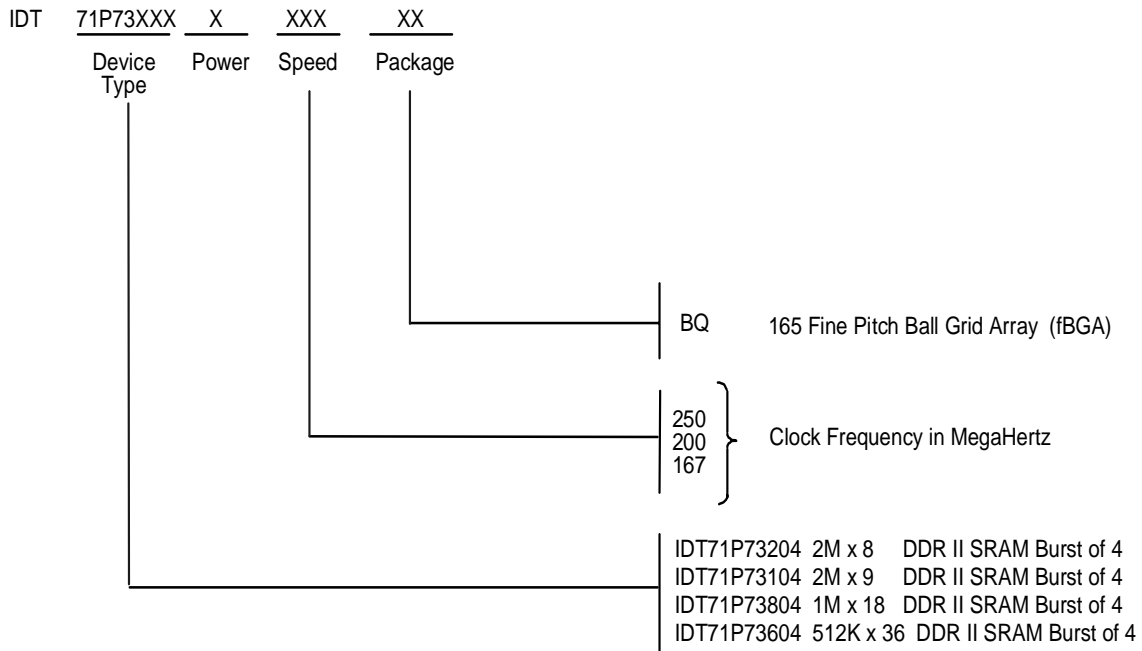 IDT 71P73XXX X XXX XX
Device Type Power Speed Package
BQ 165 Fine Pitch Ball Grid Array (fBGA)
250
200
167
Clock Frequency in MegaHertz
IDT71P73204 2M x 8 DDR II SRAM Burst of 4
IDT71P73104 2M x 9 DDR II SRAM Burst of 4
IDT71P73804 1M x 18 DDR II SRAM Burst of 4
IDT71P73604 512K x 36 DDR II SRAM Burst of 4